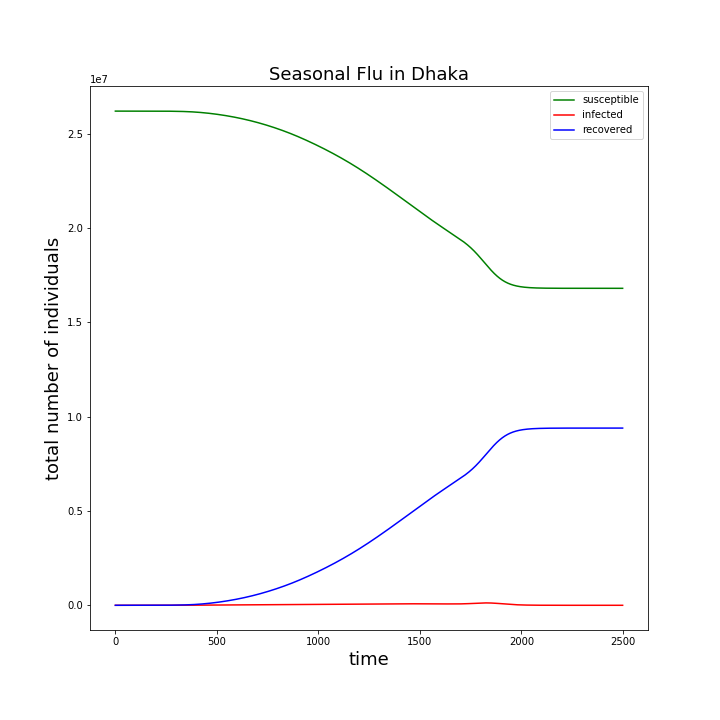 Seasonal Flu in Dhaka
1e7
susceptible
infected
recovered
2.5
2.0
1.5
1.0
0.5
0.0
total number of individuals
0 500 1000 1500 2000 2500
time